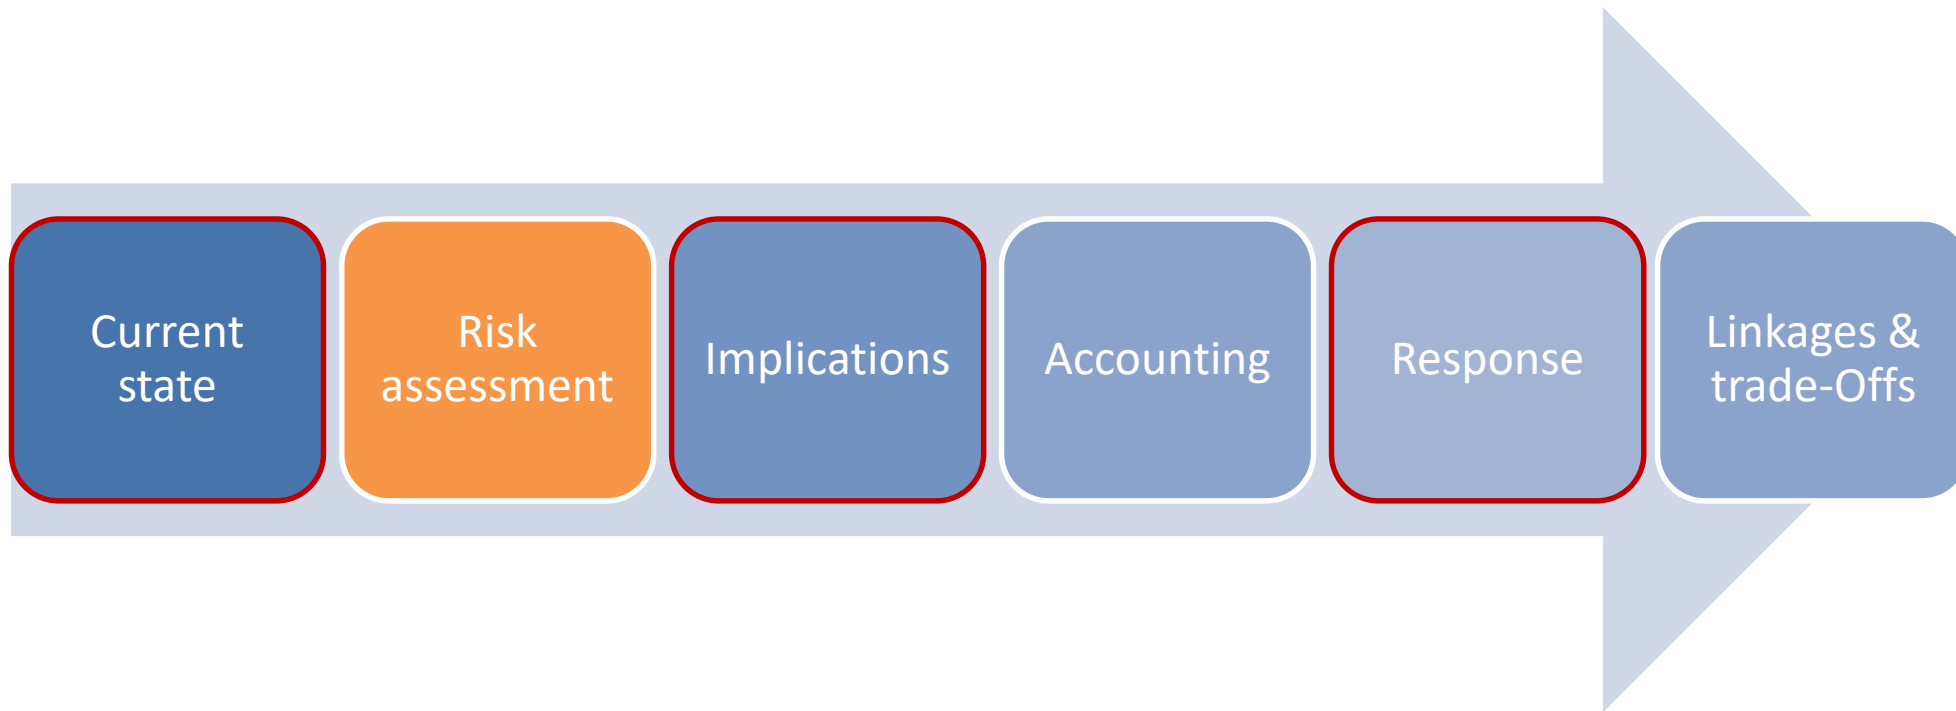 Current
state
Risk
assessment
Implications
Accounting
Response
Linkages &
trade-Offs